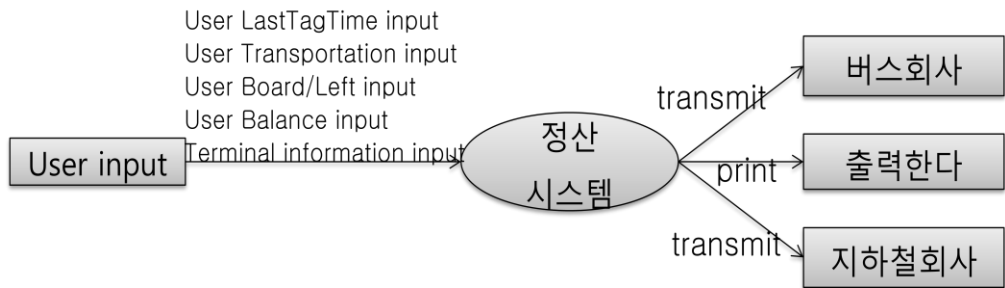 User LastTagTime input
User Transportation input
User Board/Left input
User Balance input
Terminal information input
User input
정산
시스템
transmit
print
transmit
버스회사
출력한다
지하철회사